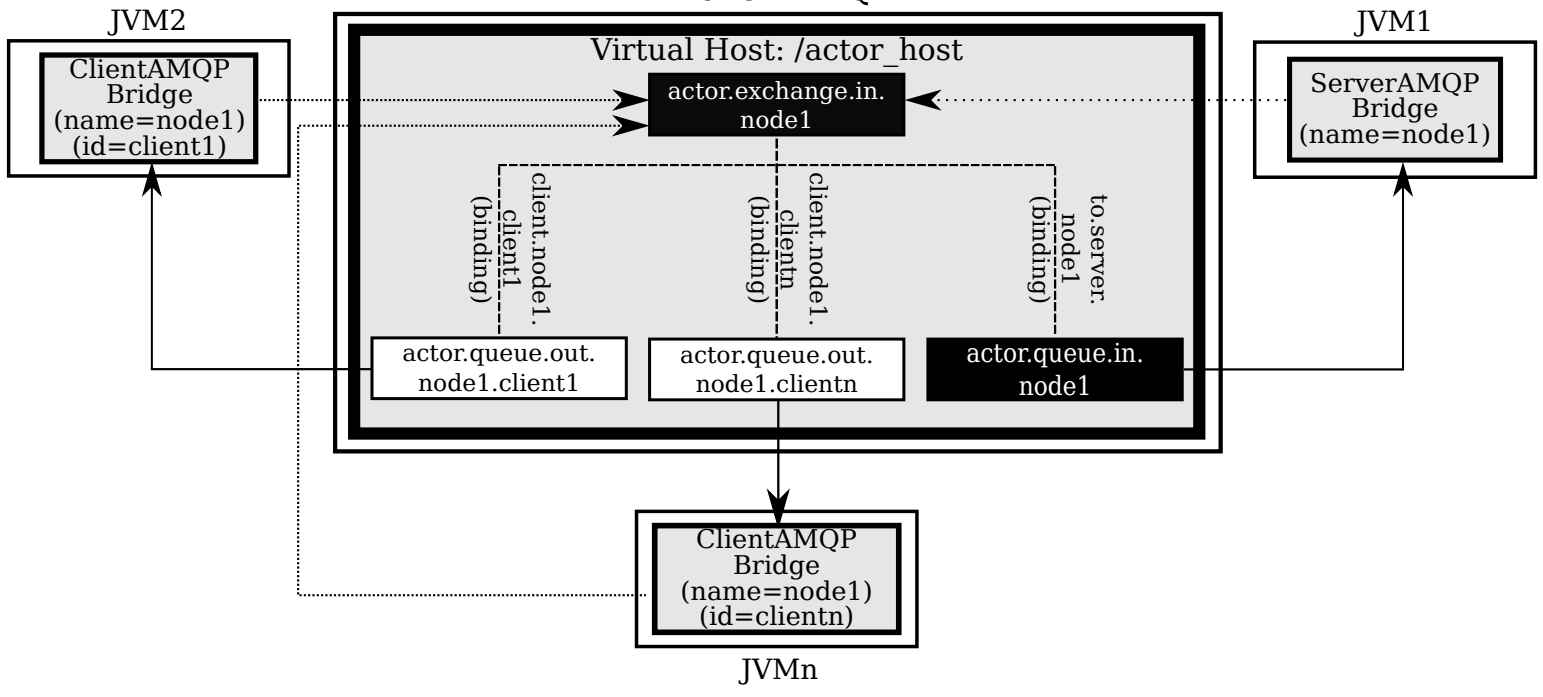 JVM2
JVM1
Virtual Host: /actor_host
ClientAMQP
Bridge
(name=node1)
(id=client1)
actor.exchange.in.
node1
ServerAMQP
Bridge
(name=node1)
client.node1.
client1
(binding)
client.node1.
clientn
(binding)
to.server.
node1
(binding)
actor.queue.out.
node1.client1
actor.queue.out.
node1.clientn
actor.queue.in.
node1
ClientAMQP
Bridge
(name=node1)
(id=clientn)
JVMn